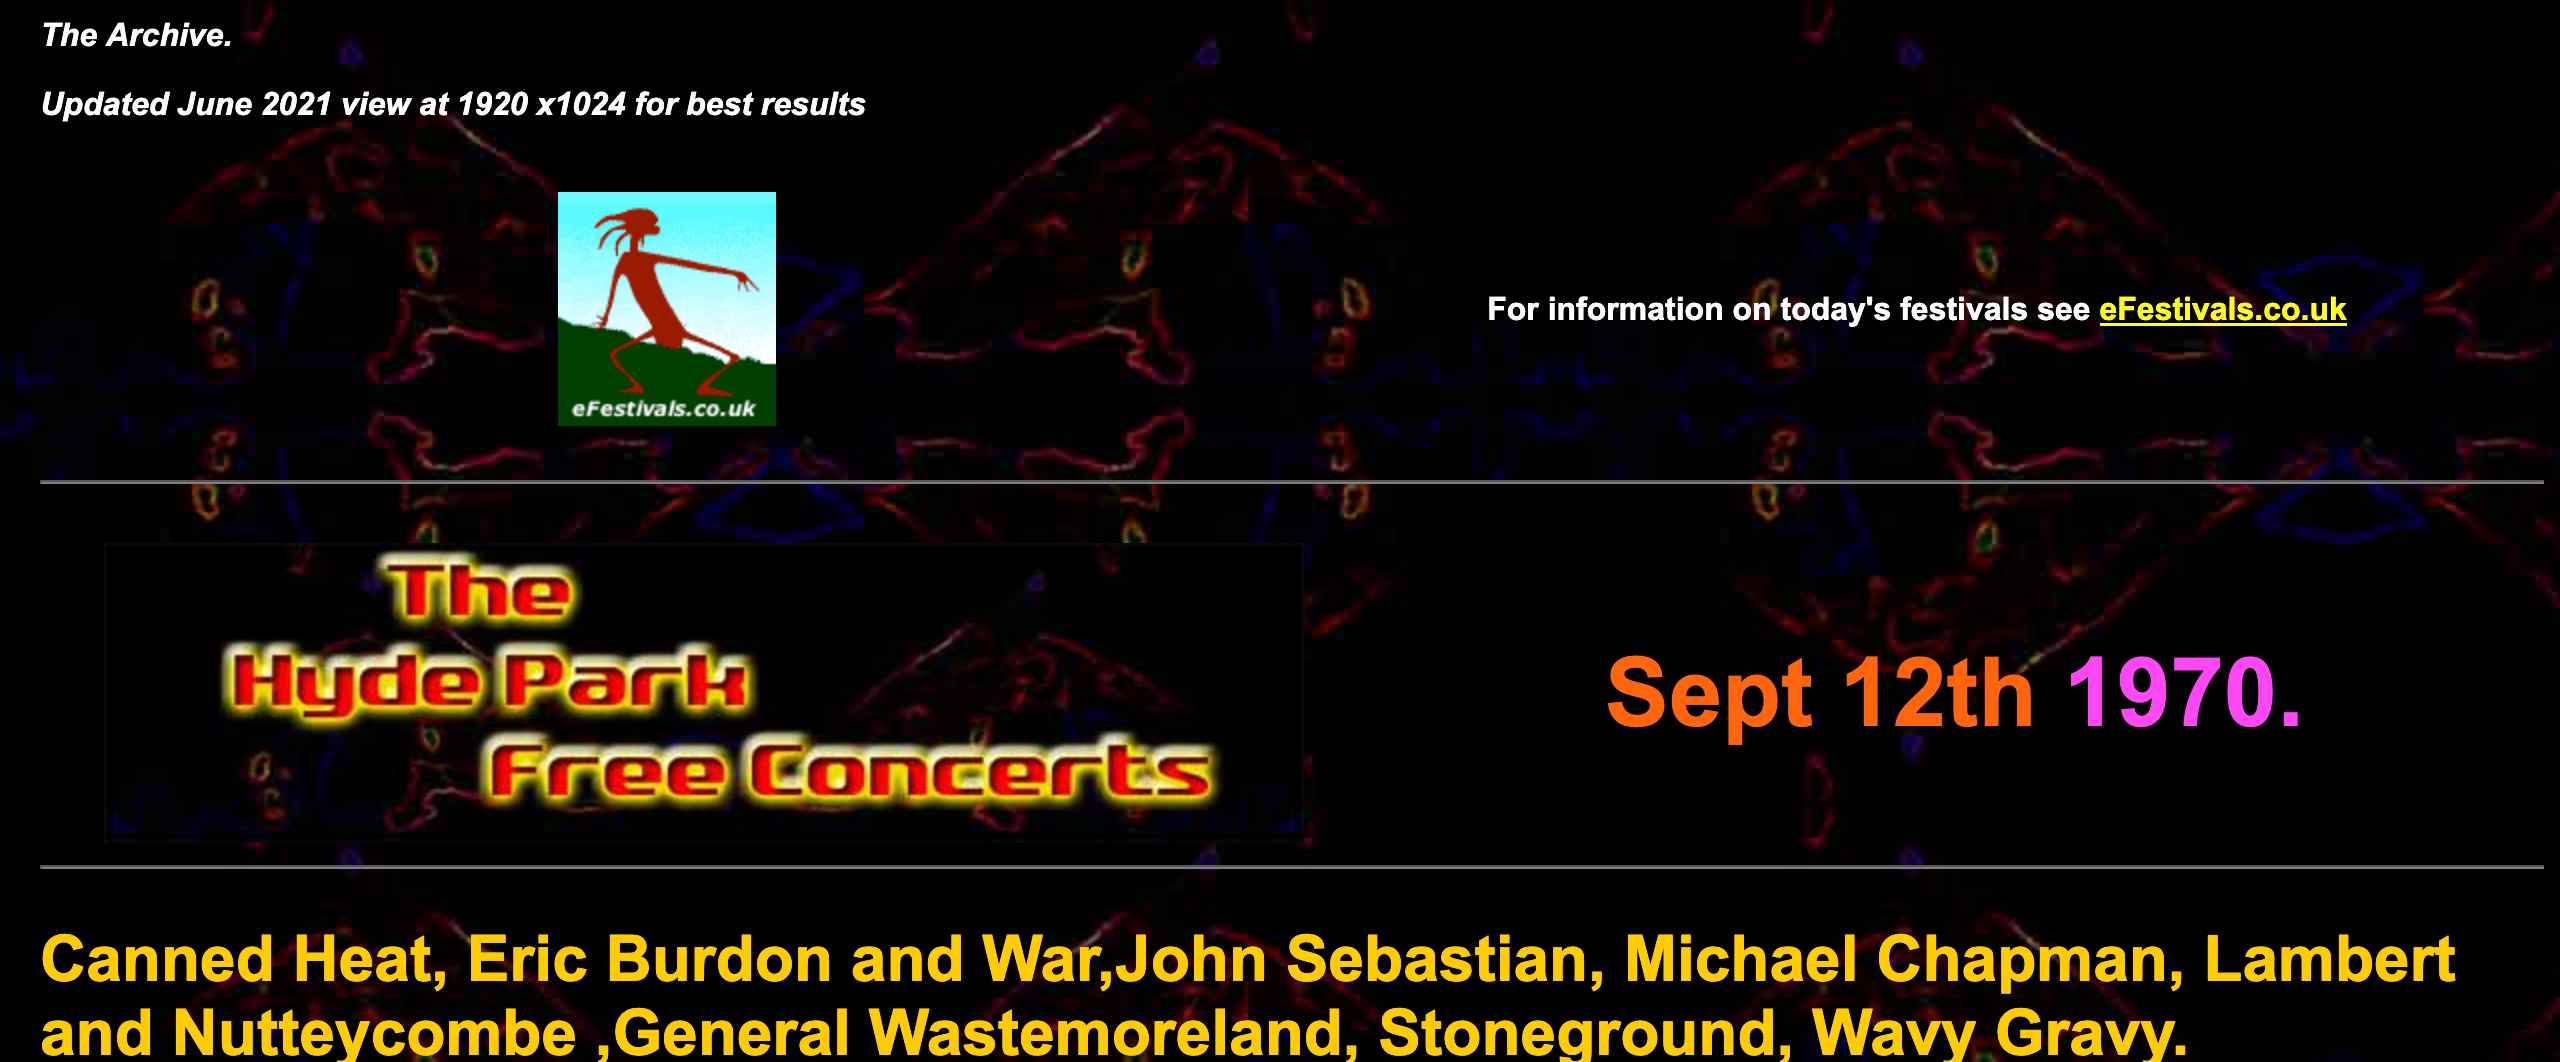 The Archive.
Updated June 2021 view at 1920 x1024 for best results
eFestivals.co.uk
For information on today's festivals see eFestivals.co.uk
The
Hyde Park
Free Concerts
Sept 12th 1970.
Canned Heat, Eric Burdon and War,John Sebastian, Michael Chapman, Lambert
and Nutteycombe ,General Wastemoreland, Stoneground, Wavy Gravy.